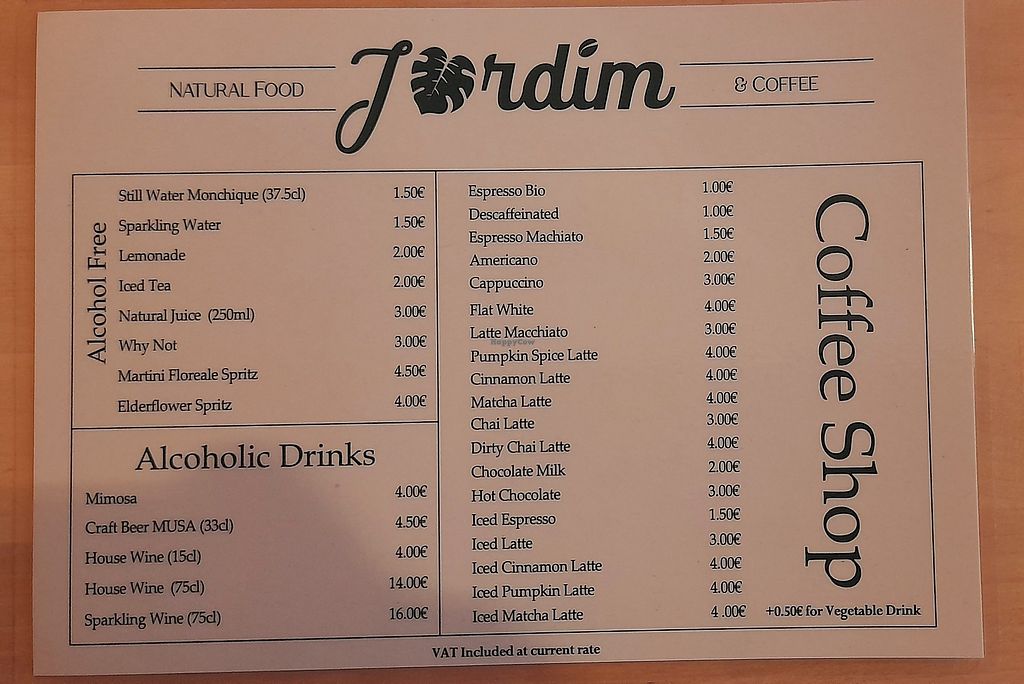 NATURAL FOOD Jardim & COFFEE
Alcohol Free
Still Water Monchique (37.5cl) 1.50€
Sparkling Water 1.50€
Lemonade 2.00€
Iced Tea 2.00€
Natural Juice (250ml) 3.00€
Why Not 3.00€
Martini Floreale Spritz 4.50€
Elderflower Spritz 4.00€
Alcoholic Drinks
Mimosa 4.00€
Craft Beer MUSA (33cl) 4.50€
House Wine (15cl) 4.00€
House Wine (75cl) 14.00€
Sparkling Wine (75cl) 16.00€
Coffee Shop
Espresso Bio 1.00€
Descaffeinated 1.00€
Espresso Machiato 1.50€
Americano 2.00€
Cappuccino 3.00€
Flat White 4.00€
Latte Macchiato 3.00€
HappyCow
Pumpkin Spice Latte 4.00€
Cinnamon Latte 4.00€
Matcha Latte 4.00€
Chai Latte 3.00€
Dirty Chai Latte 4.00€
Chocolate Milk 2.00€
Hot Chocolate 3.00€
Iced Espresso 1.50€
Iced Latte 3.00€
Iced Cinnamon Latte 4.00€
Iced Pumpkin Latte 4.00€
Iced Matcha Latte 4 .00€
+0.50€ for Vegetable Drink
VAT Included at current rate